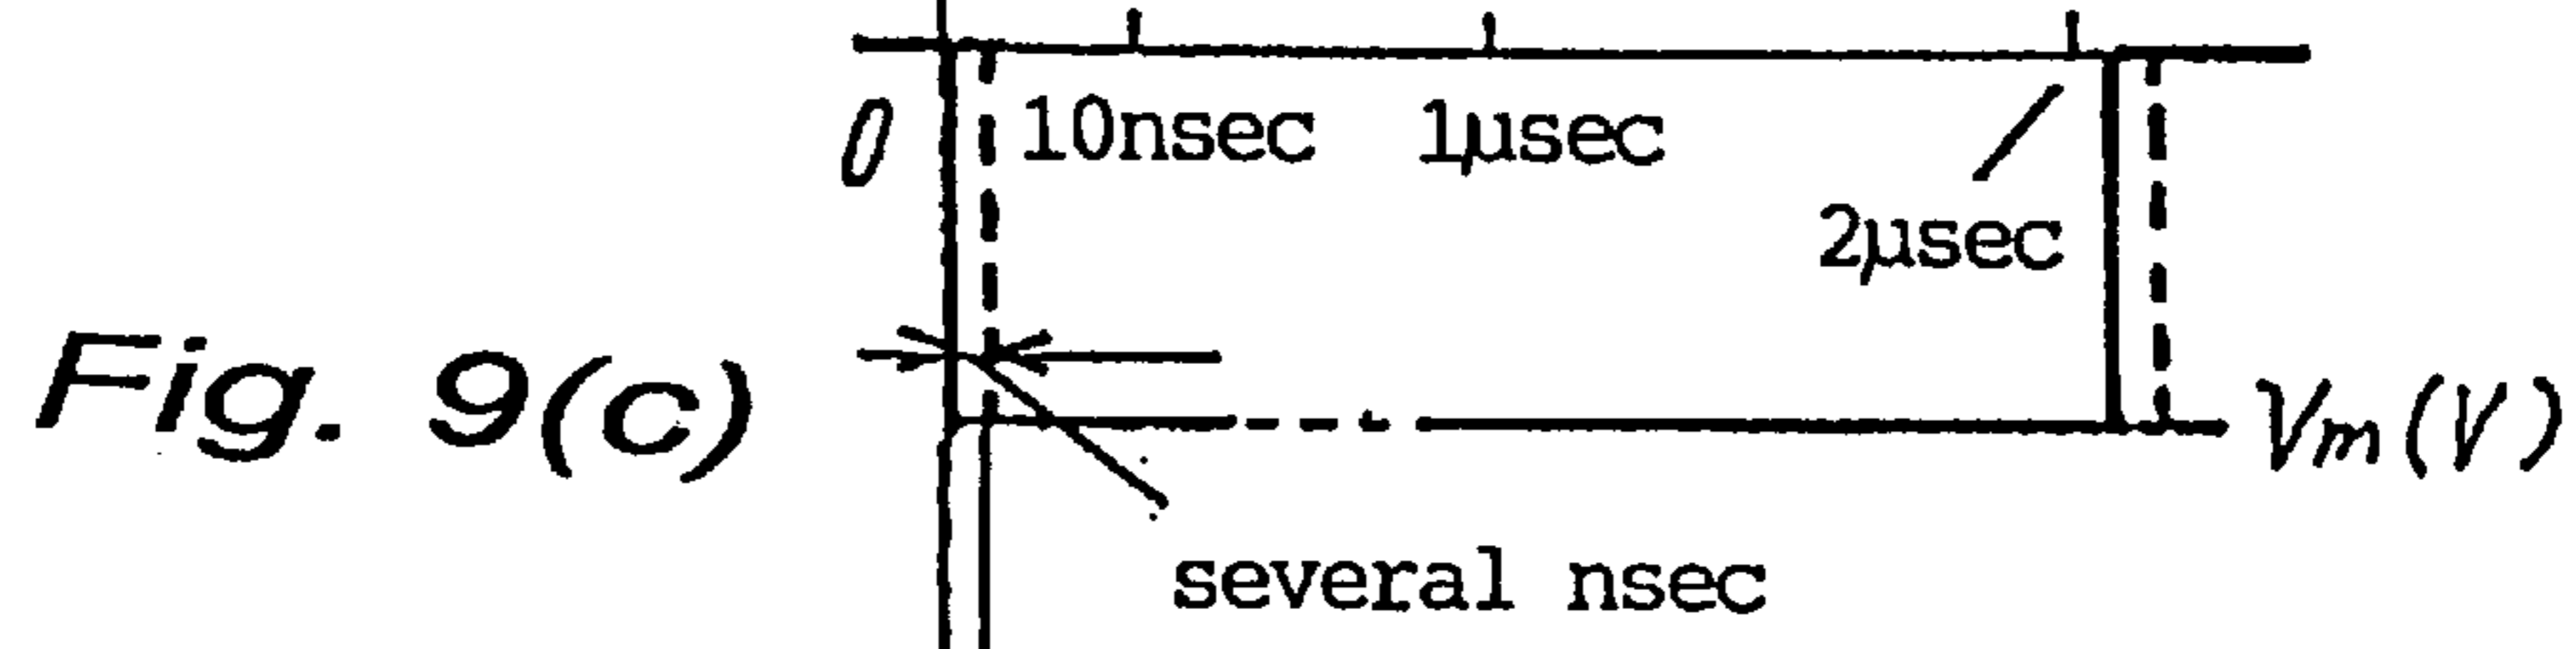 0 10nsec 1μsec
2μsec
Fig. 9(c)
Vm(V)
several nsec